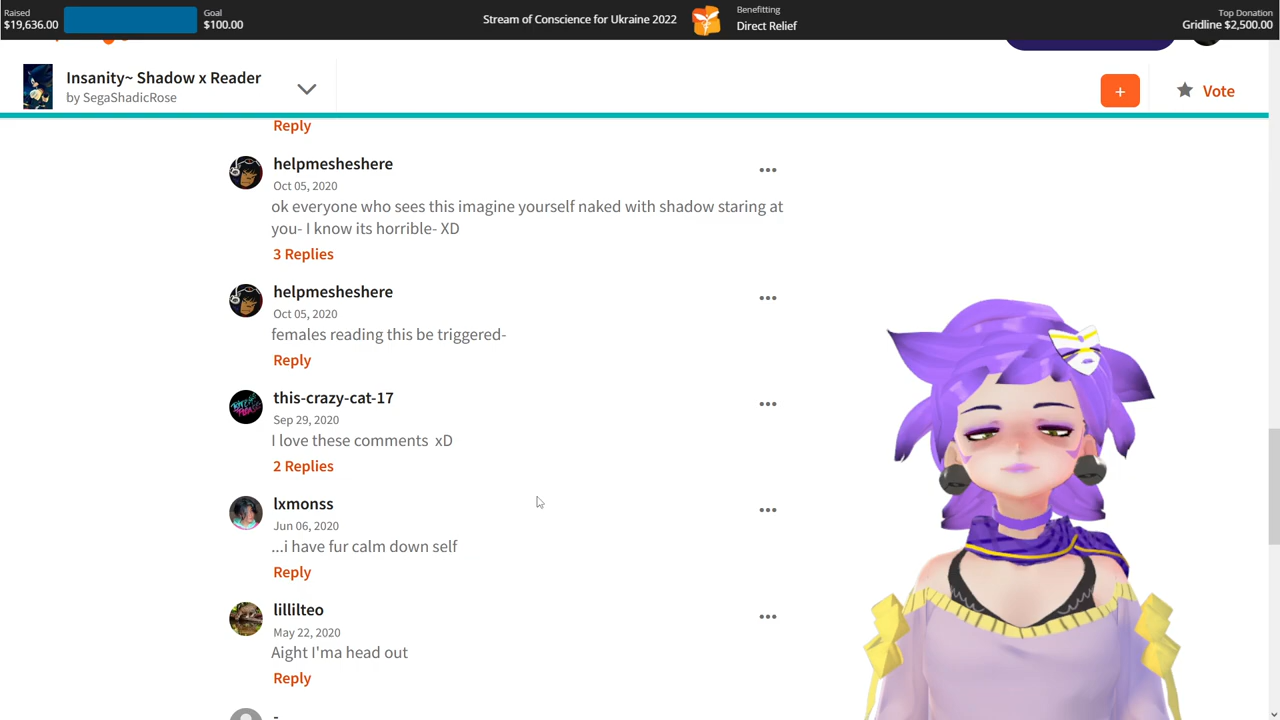 Raised
$19,636.00
Goal
$100.00
Stream of Conscience for Ukraine 2022
Benefitting
Direct Relief
Top Donation
Gridline $2,500.00
Insanity~ Shadow x Reader
by SegaShadicRose
+
Vote
Reply
helpmesheshere
Oct 05, 2020
ok everyone who sees this imagine yourself naked with shadow staring at
you- I know its horrible- XD
3 Replies
helpmesheshere
Oct 05, 2020
females reading this be triggered-
Reply
this-crazy-cat-17
Sep 29, 2020
I love these comments xD
2 Replies
lxmonss
Jun 06, 2020
...i have fur calm down self
Reply
lillilteo
May 22, 2020
Aight I'ma head out
Reply
-